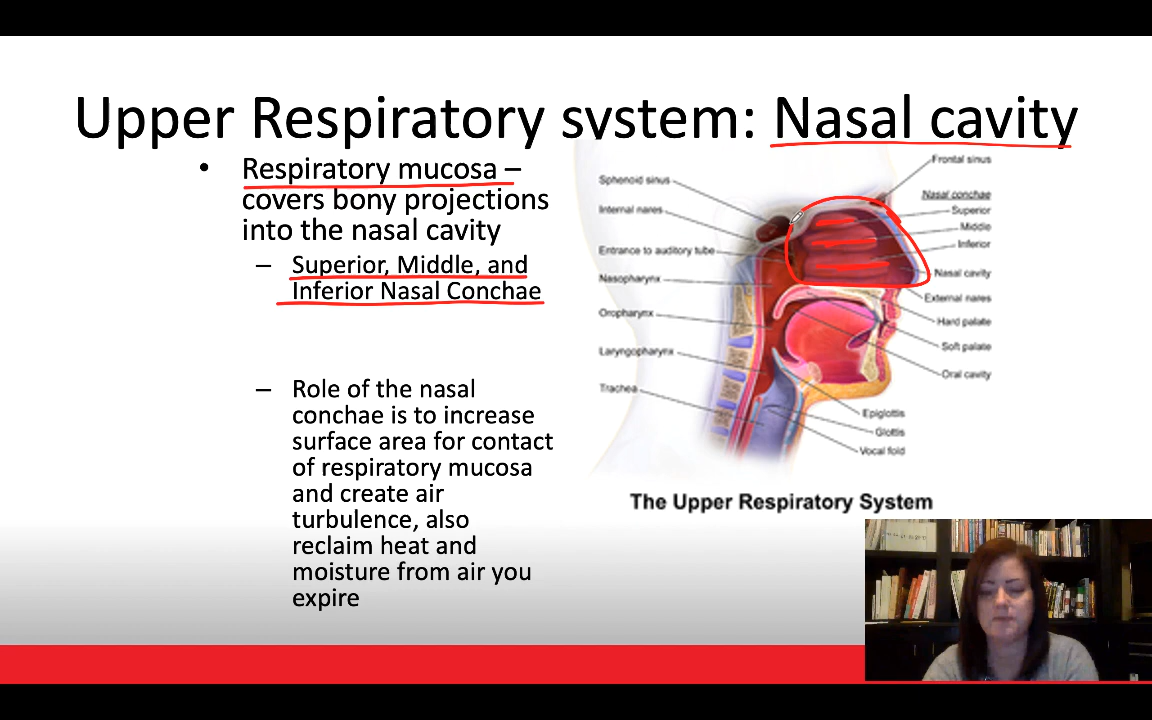 Upper Respiratory system: Nasal cavity
• Respiratory mucosa –
covers bony projections
into the nasal cavity
– Superior, Middle, and
Inferior Nasal Conchae
– Role of the nasal
conchae is to increase
surface area for contact
of respiratory mucosa
and create air
turbulence, also
reclaim heat and
moisture from air you
expire
Sphenoid sinus
Internal nares
Entrance to auditory tube
Nasopharynx
Oropharynx
Laryngopharynx
Trachea
Frontal sinus
Nasal conchae
Superior
Middle
Inferior
Nasal cavity
External nares
Hard palate
Soft palate
Oral cavity
Epiglottis
Glottis
Vocal fold
The Upper Respiratory System